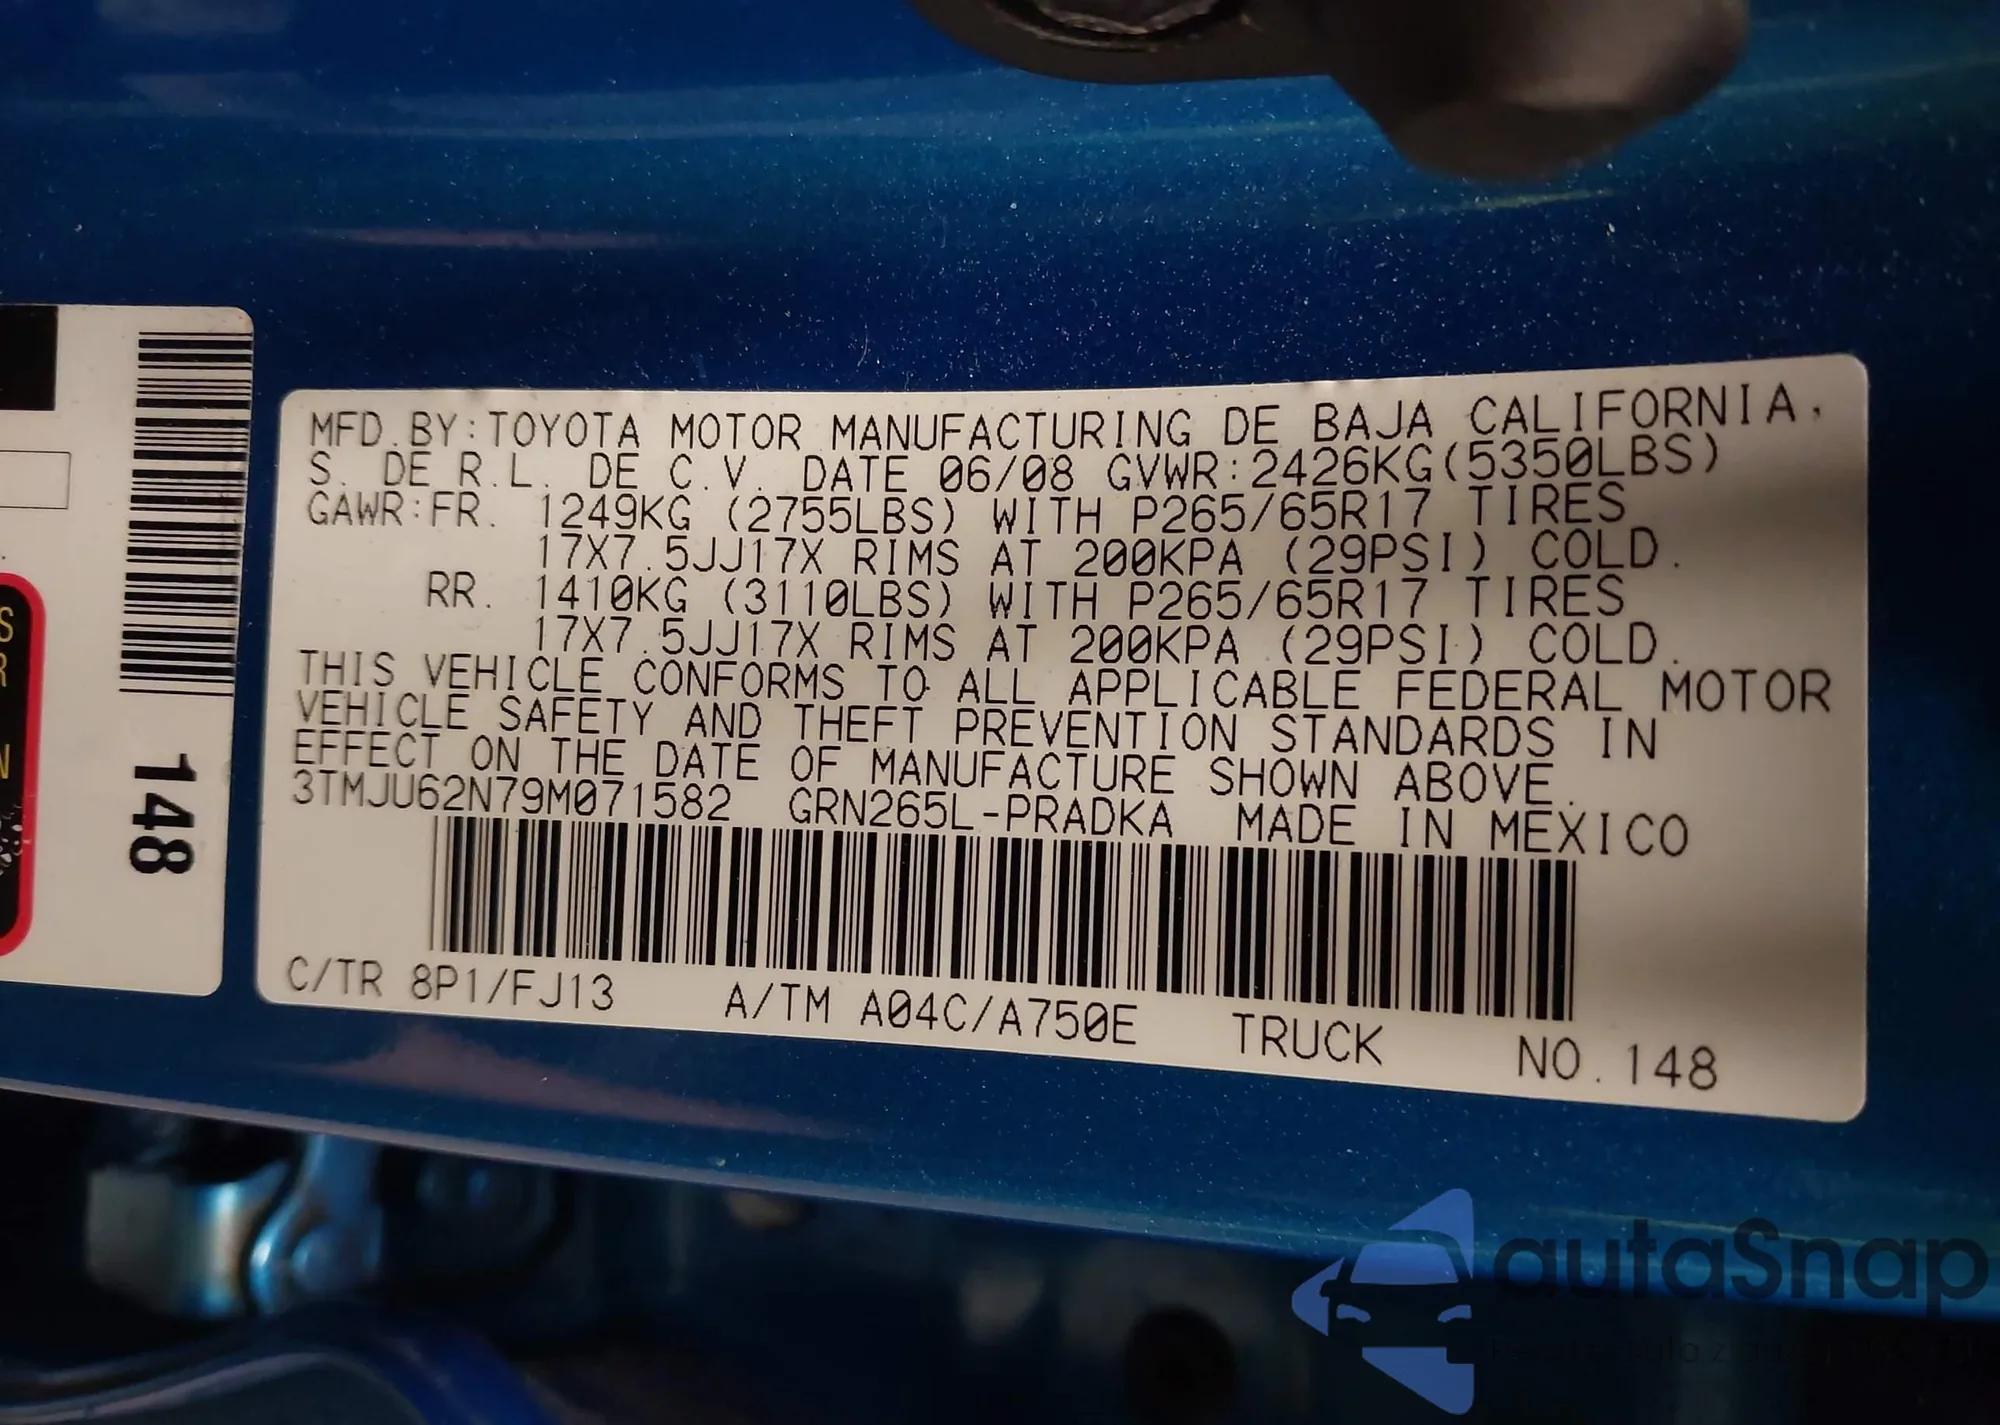 MFD.BY:TOYOTA MOTOR MANUFACTURING DE BAJA CALIFORNIA,
S. DE R.L. DE C.V. DATE 06/08 GVWR:2426KG(5350LBS)
GAWR:FR. 1249KG (2755LBS) WITH P265/65R17 TIRES
17X7.5JJ17X RIMS AT 200KPA (29PSI) COLD.
RR. 1410KG (3110LBS) WITH P265/65R17 TIRES
17X7.5JJ17X RIMS AT 200KPA (29PSI) COLD.
THIS VEHICLE CONFORMS TO ALL APPLICABLE FEDERAL MOTOR
VEHICLE SAFETY AND THEFT PREVENTION STANDARDS IN
EFFECT ON THE DATE OF MANUFACTURE SHOWN ABOVE.
3TMJU62N79M071582 GRN265L-PRADKA MADE IN MEXICO
C/TR 8P1/FJ13 A/TM A04C/A750E TRUCK NO.148
148
S
R
N
autaSnap